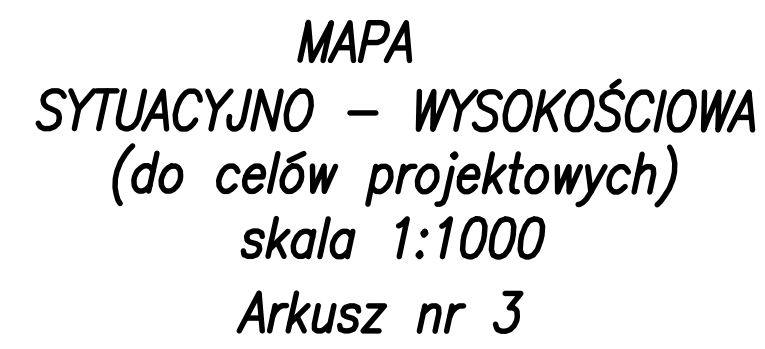 MAPA
SYTUACYJNO – WYSOKOŚCIOWA
(do celów projektowych)
skala 1:1000
Arkusz nr 3